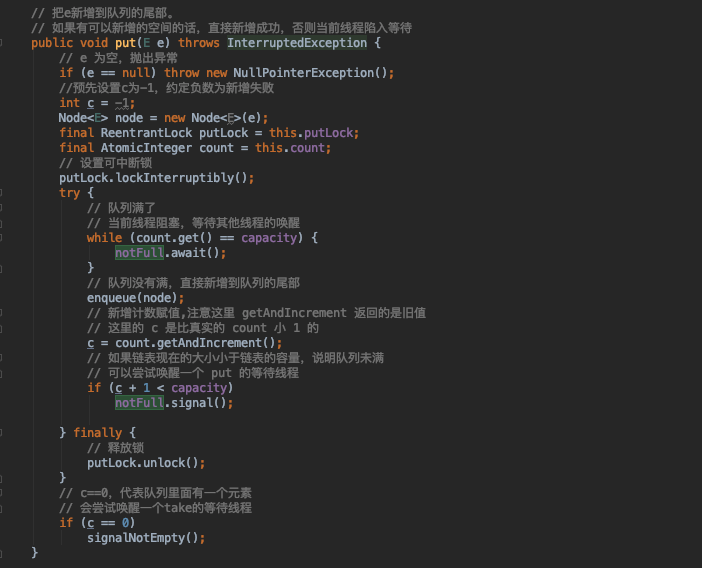 // 把e新增到队列的尾部。
// 如果有可以新增的空间的话，直接新增成功，否则当前线程陷入等待
public void put(E e) throws InterruptedException {
    // e 为空，抛出异常
    if (e == null) throw new NullPointerException();
    //预先设置c为-1，约定负数为新增失败
    int c = -1;
    Node<E> node = new Node<E>(e);
    final ReentrantLock putLock = this.putLock;
    final AtomicInteger count = this.count;
    // 设置可中断锁
    putLock.lockInterruptibly();
    try {
        // 队列满了
        // 当前线程阻塞，等待其他线程的唤醒
        while (count.get() == capacity) {
            notFull.await();
        }
        // 队列没有满，直接新增到队列的尾部
        enqueue(node);
        // 新增计数赋值,注意这里 getAndIncrement 返回的是旧值
        // 这里的 c 是比真实的 count 小 1 的
        c = count.getAndIncrement();
        // 如果链表现在的大小小于链表的容量，说明队列未满
        // 可以尝试唤醒一个 put 的等待线程
        if (c + 1 < capacity)
            notFull.signal();
    } finally {
        // 释放锁
        putLock.unlock();
    }
    // c==0，代表队列里面有一个元素
    // 会尝试唤醒一个take的等待线程
    if (c == 0)
        signalNotEmpty();
}